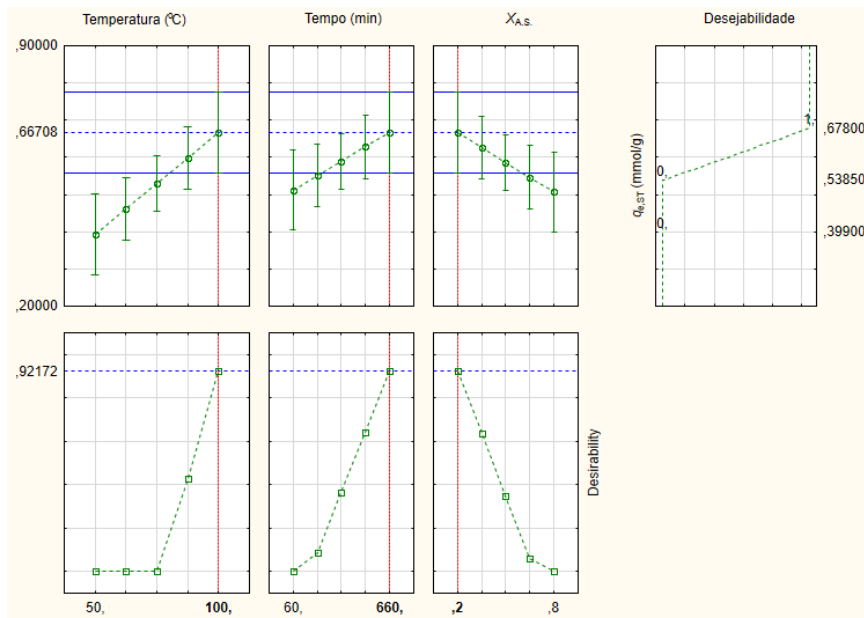 Temperatura (ºC)
Tempo (min)
X A.S.
Desejabilidade
,90000
,66708
,20000
1,
,67800
0,
,53850
0,
,39900
qe,ST (mmol/g)
,92172
Desirability
50,
100,
60,
660,
,2
,8